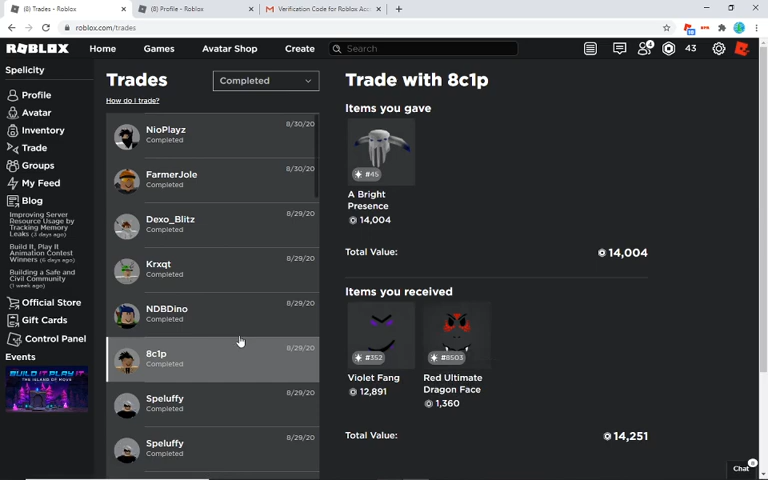 (8) Trades - Roblox
(8) Profile - Roblox
Verification Code for Roblox Acc
roblox.com/trades
ROBLOX
Home
Games
Avatar Shop
Create
Search
4
43
Spelicity
Profile
Avatar
Inventory
Trade
Groups
My Feed
Blog
Improving Server
Resource Usage by
Tracking Memory
Leaks (3 days ago)
Build It, Play It
Animation Contest
Winners (6 days ago)
Building a Safe and
Civil Community
(1 week ago)
Official Store
Gift Cards
Control Panel
Events
BUILD IT PLAY IT
THE ISLAND OF MOVE
Trades
Completed
How do I trade?
NioPlayz
Completed
8/30/20
FarmerJole
Completed
8/30/20
Dexo_Blitz
Completed
8/29/20
Krxqt
Completed
8/29/20
NDBDino
Completed
8/29/20
8c1p
Completed
8/29/20
Speluffy
Completed
8/29/20
Speluffy
Completed
8/29/20
Trade with 8c1p
Items you gave
#45
A Bright
Presence
14,004
Total Value:
14,004
Items you received
#352
Violet Fang
12,891
#8503
Red Ultimate
Dragon Face
1,360
Total Value:
14,251
Chat